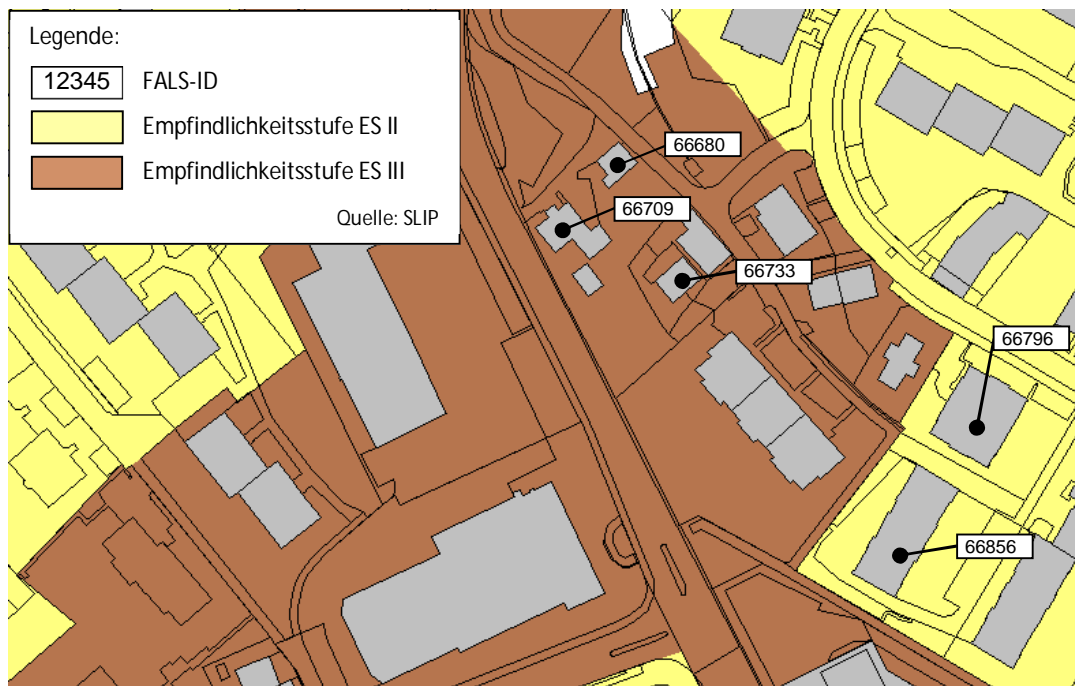 Legende:
12345 FALS-ID
Empfindlichkeitsstufe ES II
Empfindlichkeitsstufe ES III
Quelle: SLIP
66680
66709
66733
66796
66856